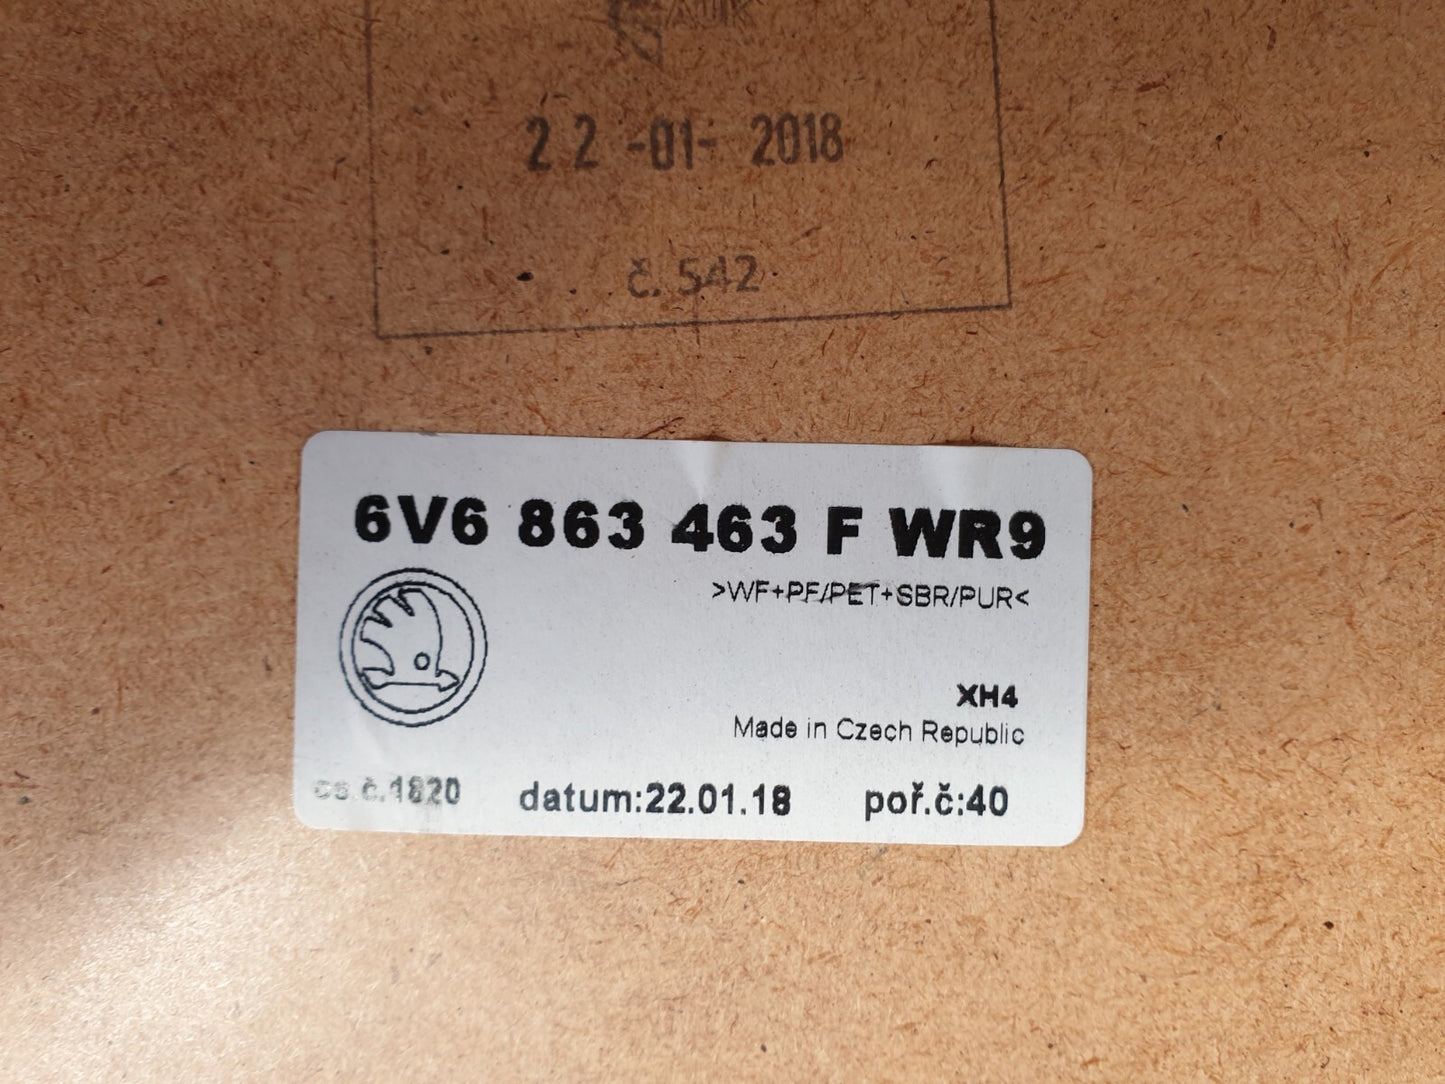 22 -01- 2018
č. 542
6V6 863 463 F WR9
>WF+PF/PET+SBR/PUR<
XH4
Made in Czech Republic
čs.č.1820 datum:22.01.18 poř.č:40